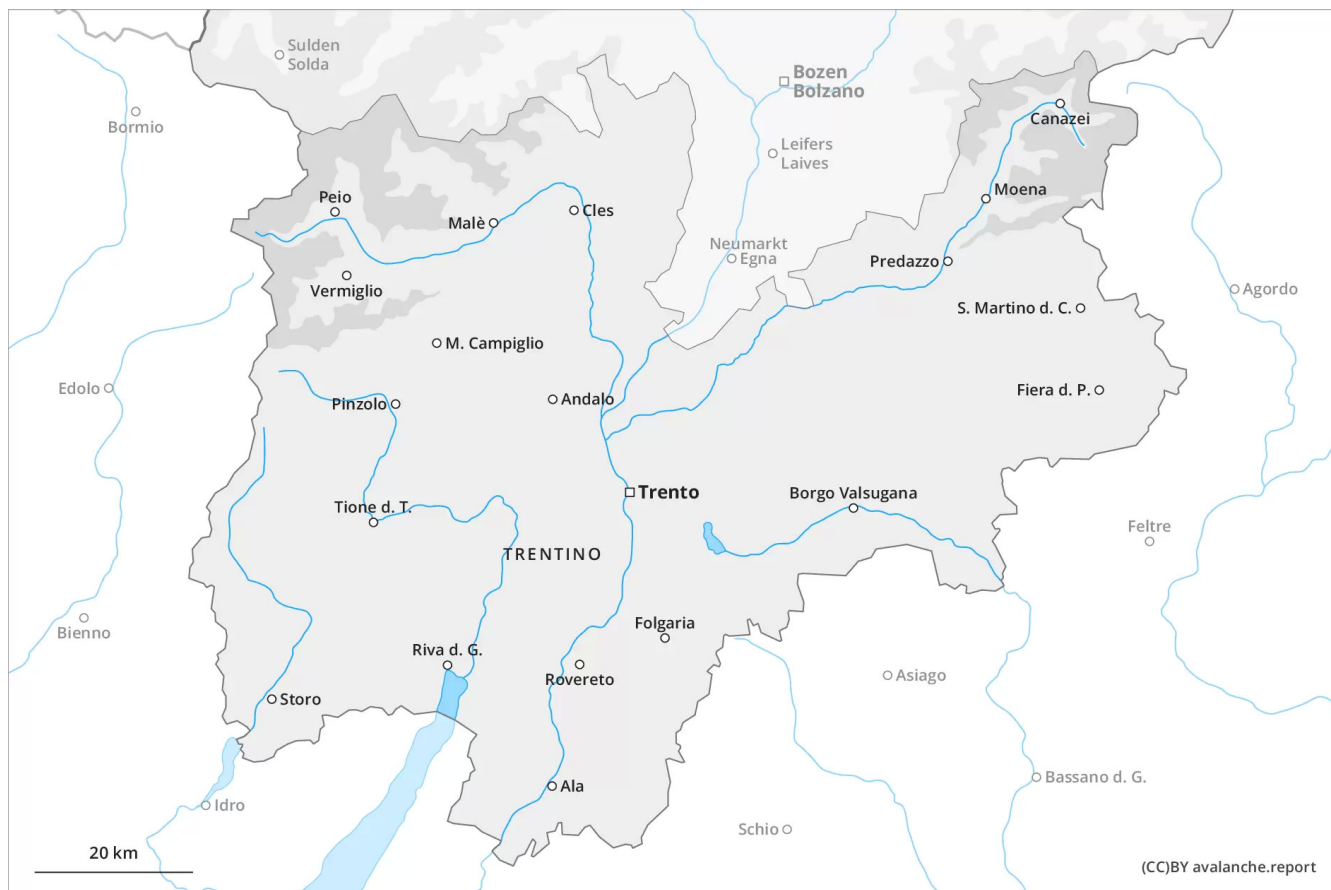 Sulden
Solda
Bozen
Bolzano
Canazei
Bormio
Leifers
Laives
Peio
Malè
Cles
Moena
Neumarkt
Egna
Predazzo
Vermiglio
Agordo
S. Martino d. C.
M. Campiglio
Edolo
Pinzolo
Andalo
Fiera d. P.
Trento
Borgo Valsugana
Tione d. T.
Feltre
TRENTINO
Bienno
Folgaria
Riva d. G.
Rovereto
Asiago
Storo
Bassano d. G.
Ala
Idro
Schio
20 km
(CC)BY avalanche.report